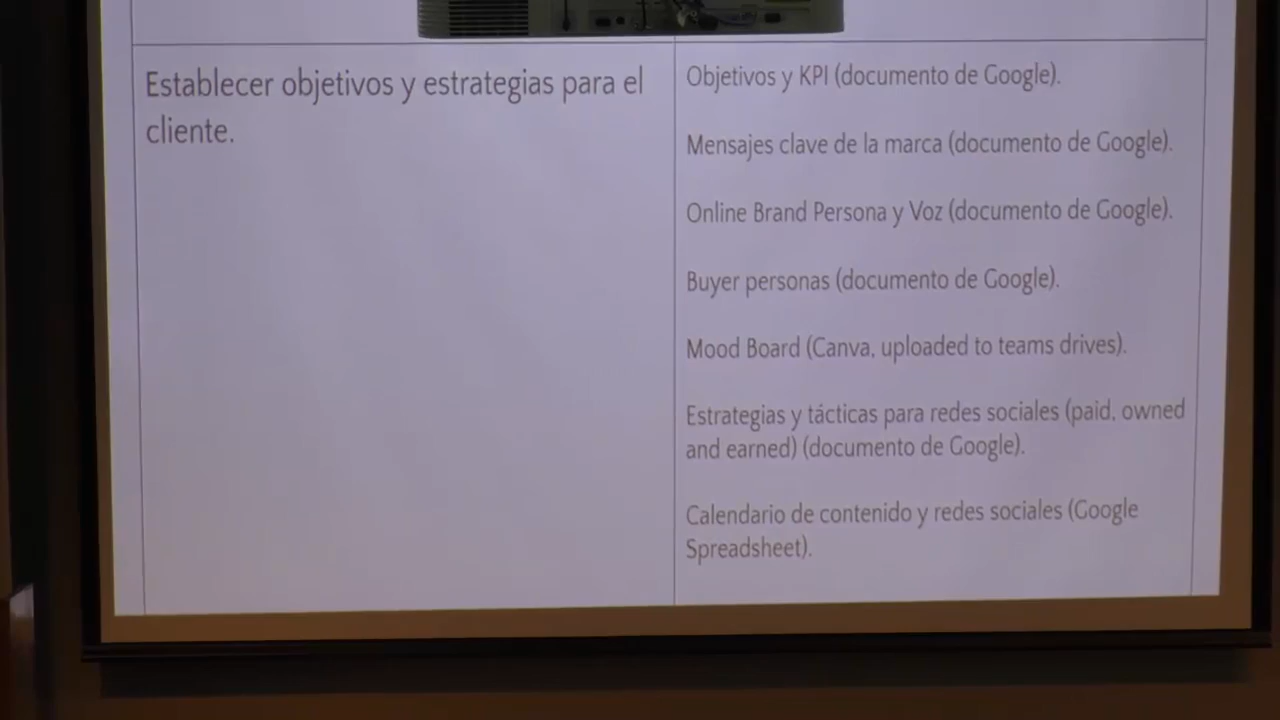 Establecer objetivos y estrategias para el
cliente.
Objetivos y KPI (documento de Google).
Mensajes clave de la marca (documento de Google).
Online Brand Persona y Voz (documento de Google).
Buyer personas (documento de Google).
Mood Board (Canva, uploaded to teams drives).
Estrategias y tácticas para redes sociales (paid, owned
and earned) (documento de Google).
Calendario de contenido y redes sociales (Google
Spreadsheet).